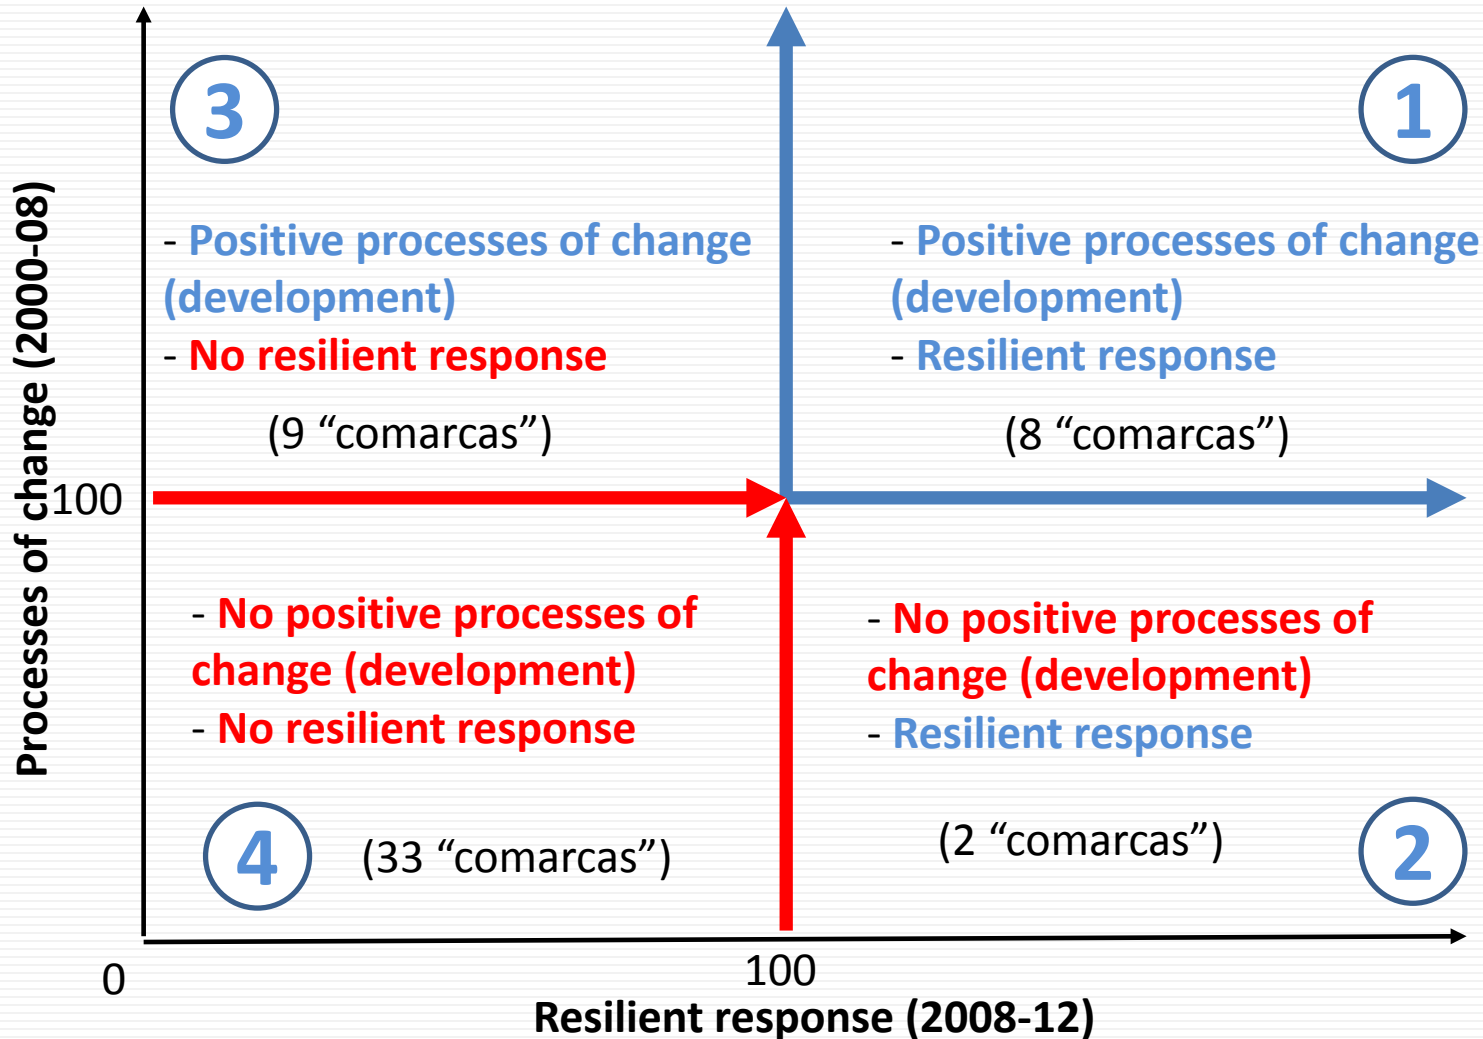 Processes of change (2000-08)
3
- Positive processes of change
(development)
- No resilient response
(9 “comarcas”)
1
- Positive processes of change
(development)
- Resilient response
(8 “comarcas”)
100
- No positive processes of
change (development)
- No resilient response
4
(33 “comarcas”)
- No positive processes of
change (development)
- Resilient response
(2 “comarcas”)
2
0
100
Resilient response (2008-12)